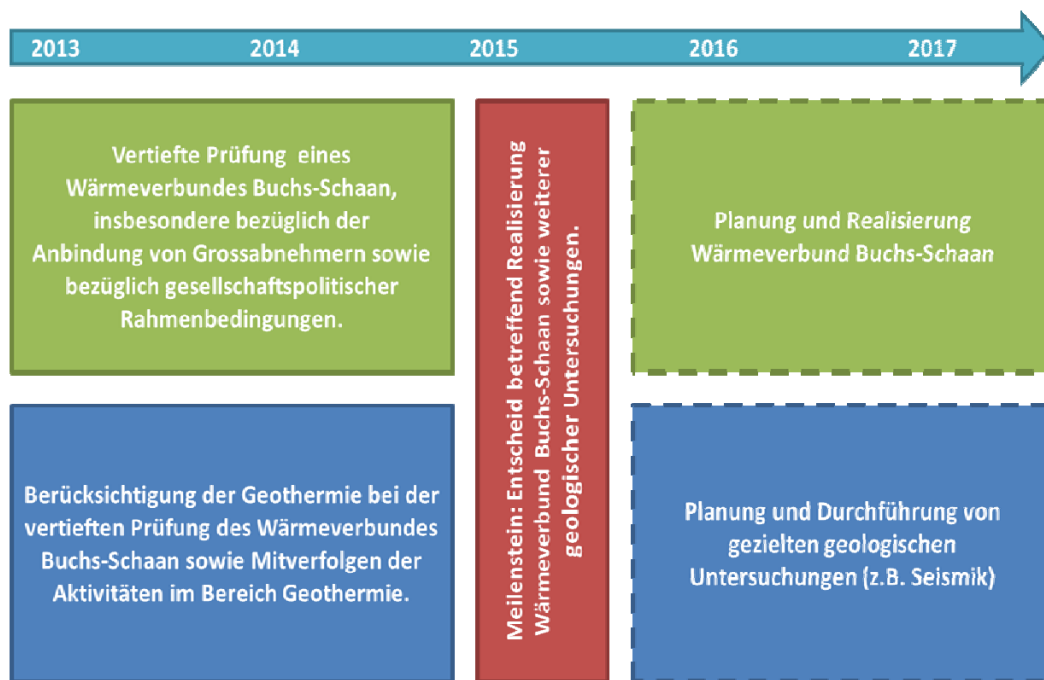 2013 2014 2015 2016 2017
Vertiefte Prüfung eines
Wärmeverbundes Buchs-Schaan,
insbesondere bezüglich der
Anbindung von Grossabnehmern sowie
bezüglich gesellschaftspolitischer
Rahmenbedingungen.
Berücksichtigung der Geothermie bei der
vertieften Prüfung des Wärmeverbundes
Buchs-Schaan sowie Mitverfolgen der
Aktivitäten im Bereich Geothermie.
Meilenstein: Entscheid betreffend Realisierung
Wärmeverbund Buchs-Schaan sowie weiterer
geologischer Untersuchungen.
Planung und Realisierung
Wärmeverbund Buchs-Schaan
Planung und Durchführung von
gezielten geologischen
Untersuchungen (z.B. Seismik)